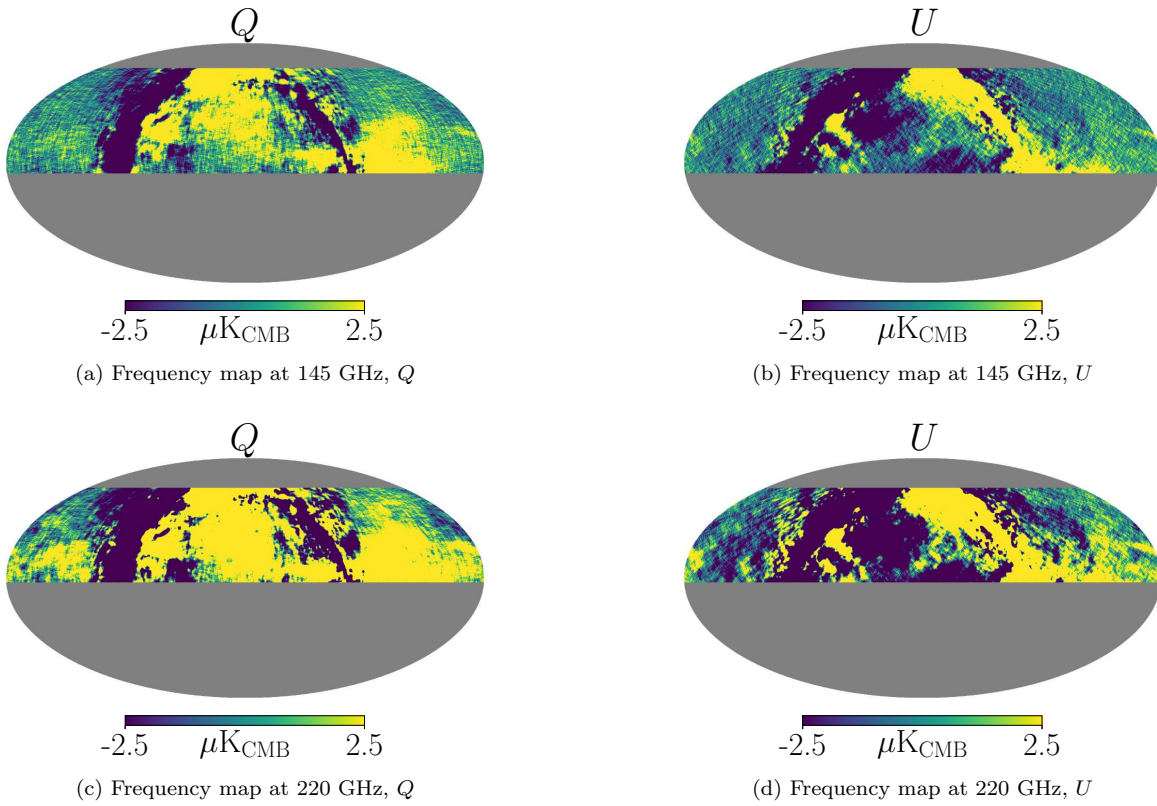 Q
U
-2.5 μK_CMB 2.5
-2.5 μK_CMB 2.5
(a) Frequency map at 145 GHz, Q
(b) Frequency map at 145 GHz, U
Q
U
-2.5 μK_CMB 2.5
-2.5 μK_CMB 2.5
(c) Frequency map at 220 GHz, Q
(d) Frequency map at 220 GHz, U